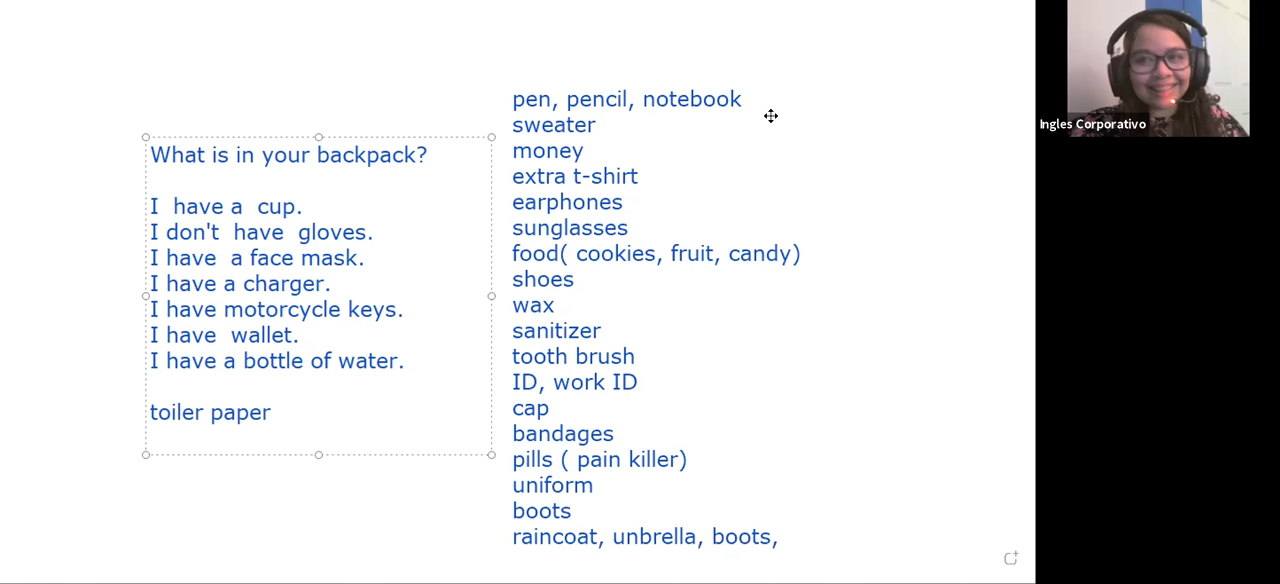 What is in your backpack?
I  have a  cup.
I don't  have  gloves.
I have  a face mask.
I have a charger.
I have motorcycle keys.
I have  wallet.
I have a bottle of water.
toiler paper
pen, pencil, notebook
sweater
money
extra t-shirt
earphones
sunglasses
food( cookies, fruit, candy)
shoes
wax
sanitizer
tooth brush
ID, work ID
cap
bandages
pills ( pain killer)
uniform
boots
raincoat, unbrella, boots,
Ingles Corporativo